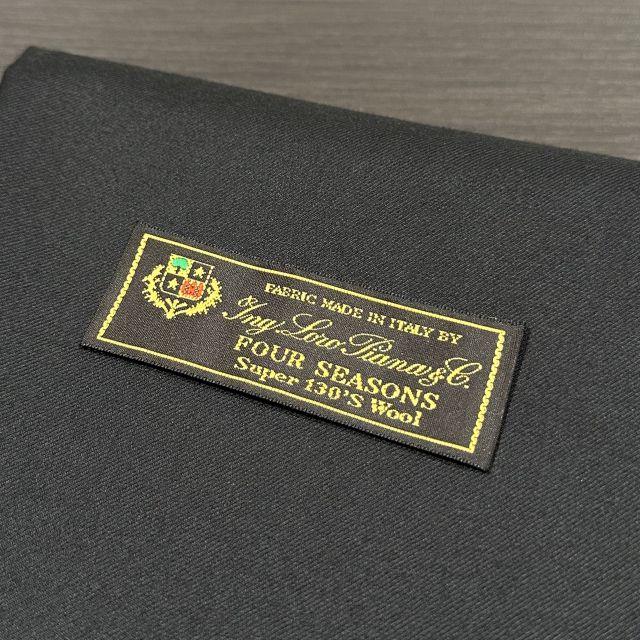 FABRIC MADE IN ITALY BY
Ing. Loro Piana & C.
FOUR SEASONS
Super 130'S Wool